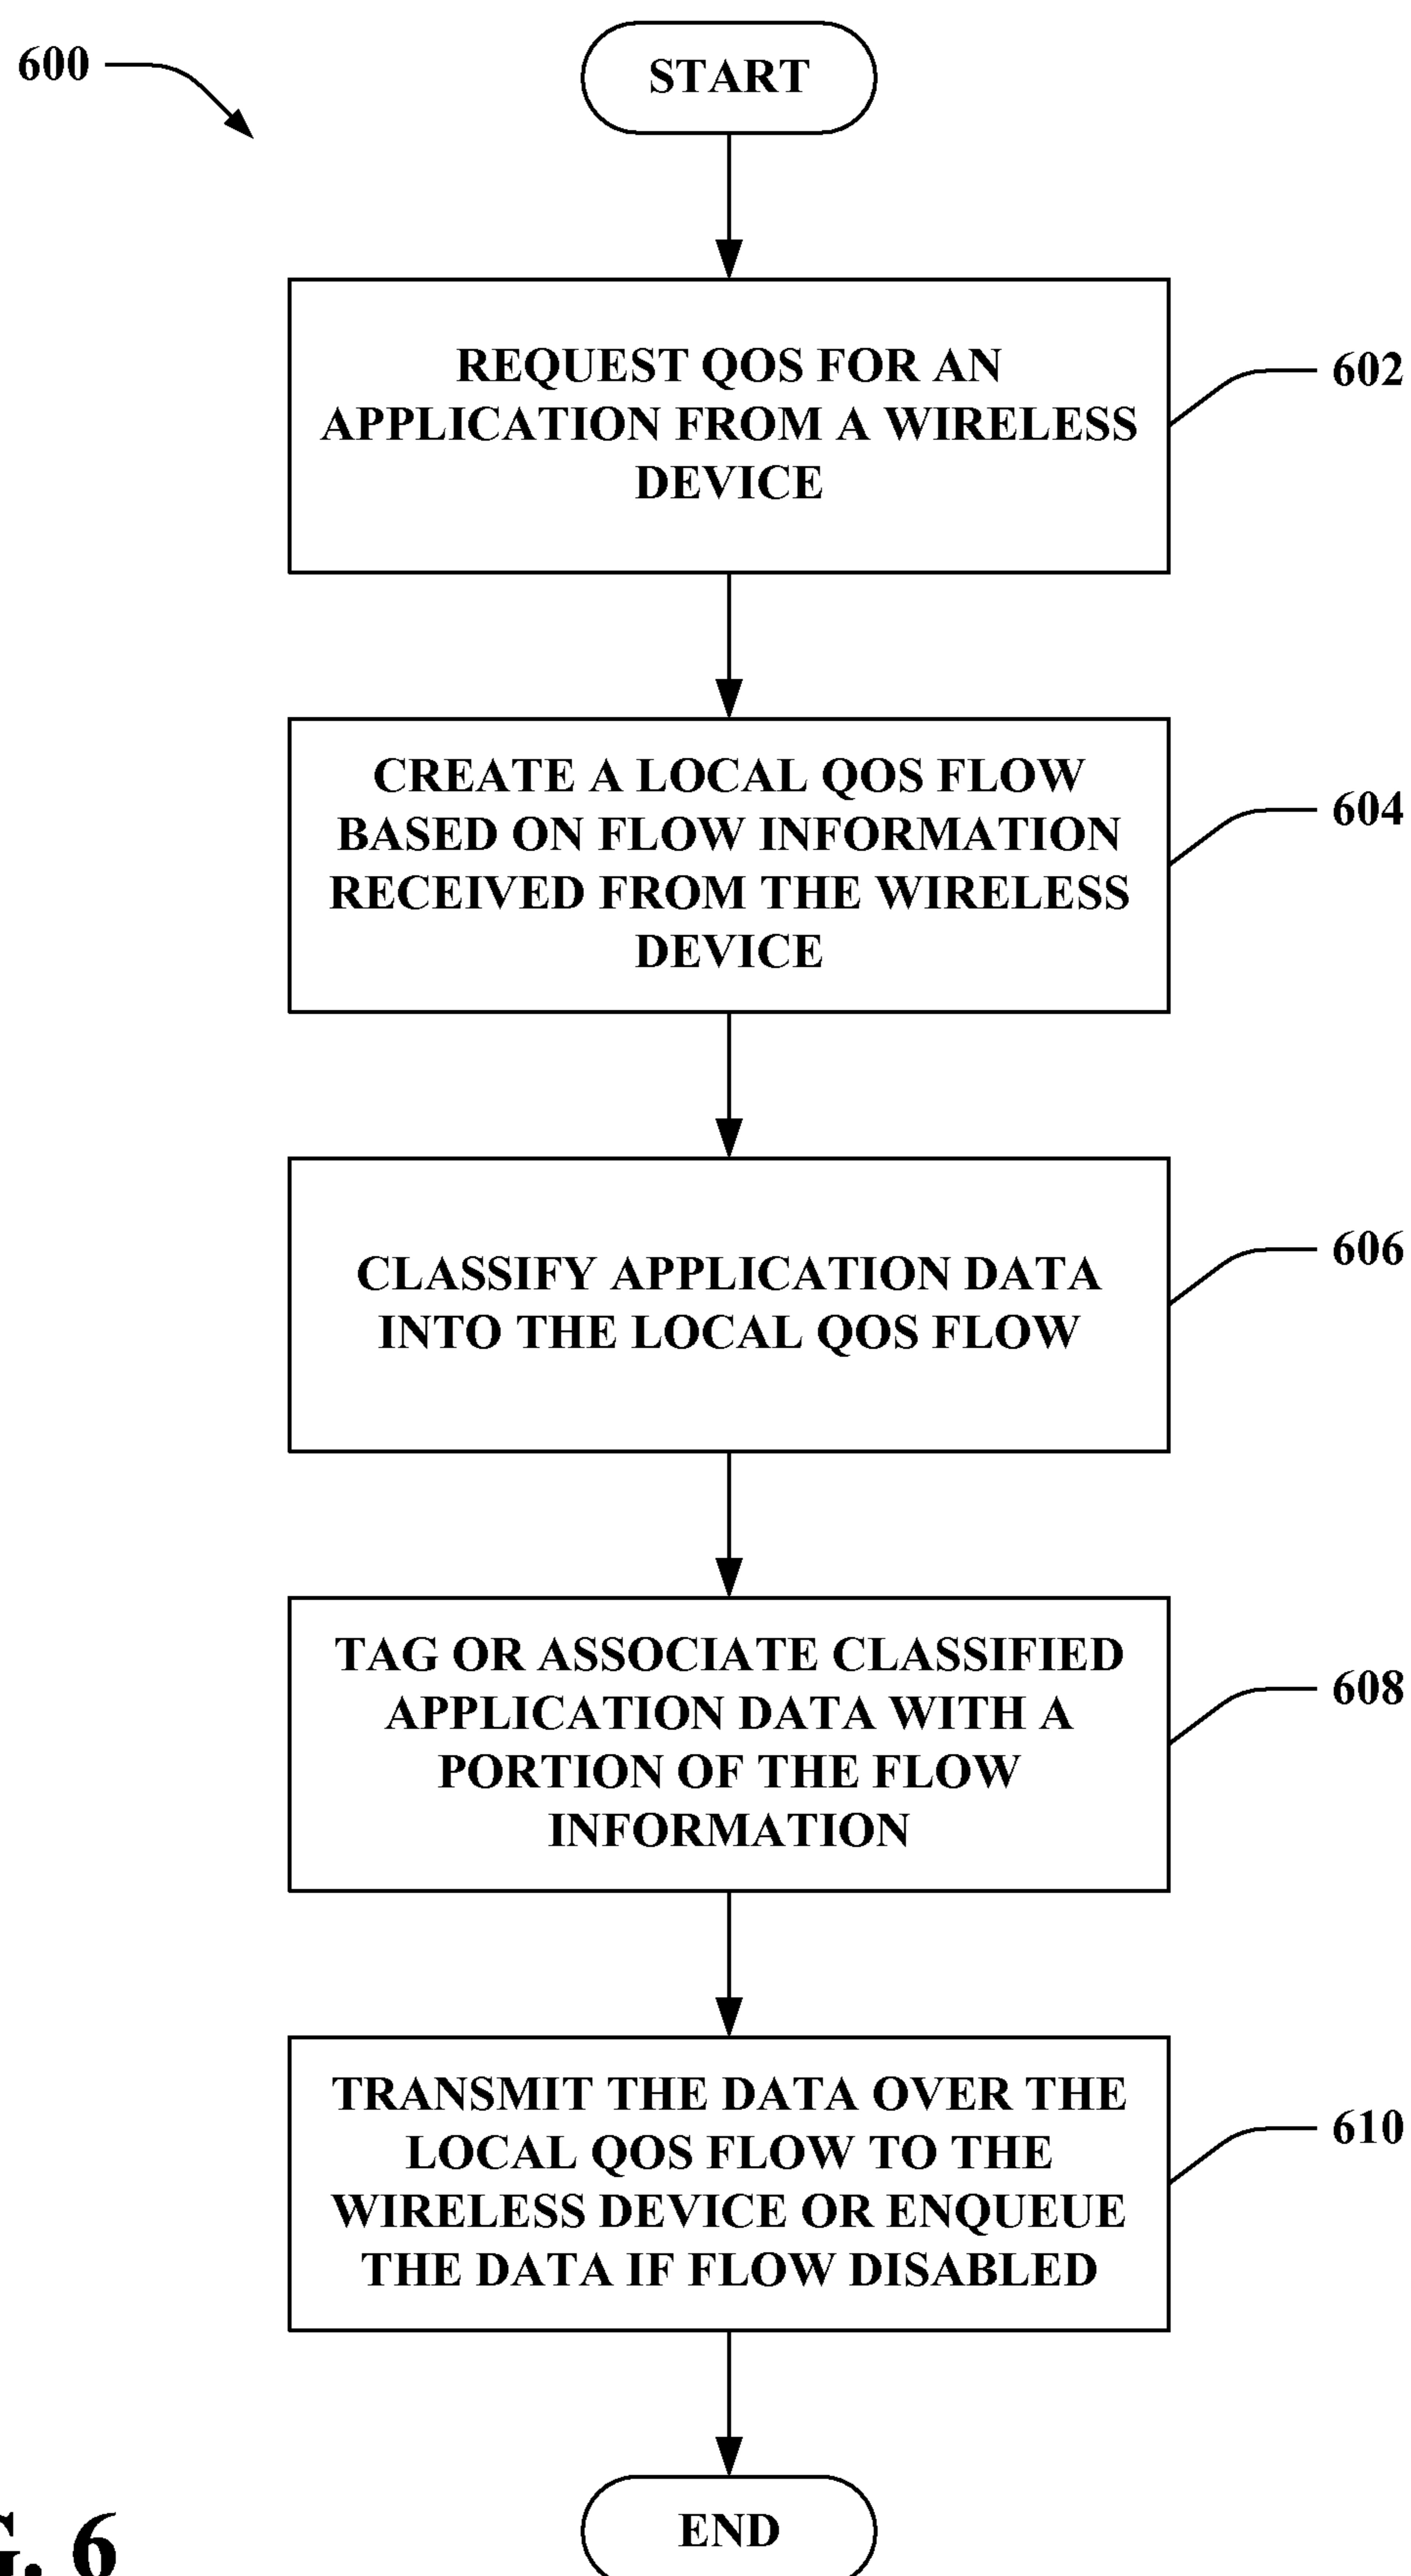 600
START
REQUEST QOS FOR AN
APPLICATION FROM A WIRELESS
DEVICE
602
CREATE A LOCAL QOS FLOW
BASED ON FLOW INFORMATION
RECEIVED FROM THE WIRELESS
DEVICE
604
CLASSIFY APPLICATION DATA
INTO THE LOCAL QOS FLOW
606
TAG OR ASSOCIATE CLASSIFIED
APPLICATION DATA WITH A
PORTION OF THE FLOW
INFORMATION
608
TRANSMIT THE DATA OVER THE
LOCAL QOS FLOW TO THE
WIRELESS DEVICE OR ENQUEUE
THE DATA IF FLOW DISABLED
610
END
G. 6